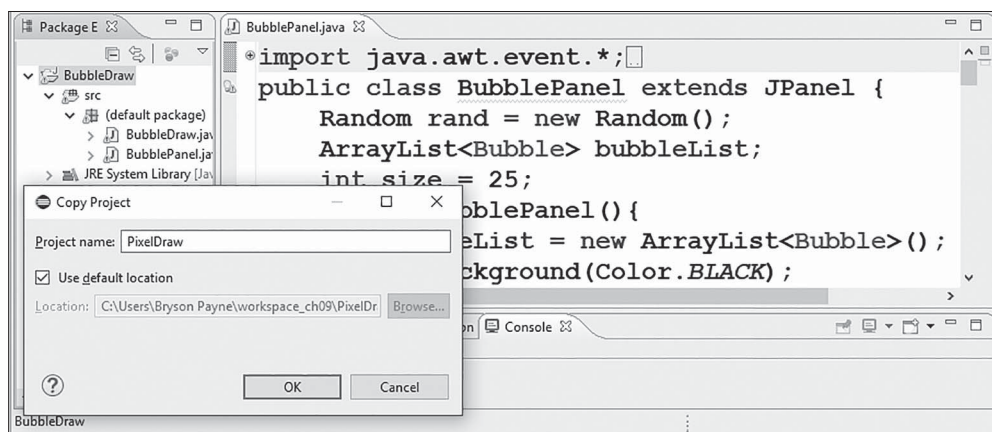 Package E
BubblePanel.java
BubbleDraw
src
(default package)
BubbleDraw.jav
BubblePanel.ja
JRE System Library [Jav
import java.awt.event.*;
public class BubblePanel extends JPanel {
Random rand = new Random();
ArrayList<Bubble> bubbleList;
int size = 25;
bblePanel(){
eList = new ArrayList<Bubble>();
ckground(Color.BLACK);
Copy Project
Project name: PixelDraw
Use default location
Location: C:\Users\Bryson Payne\workspace_ch09\PixelDr
Browse...
? OK Cancel
on Console
BubbleDraw